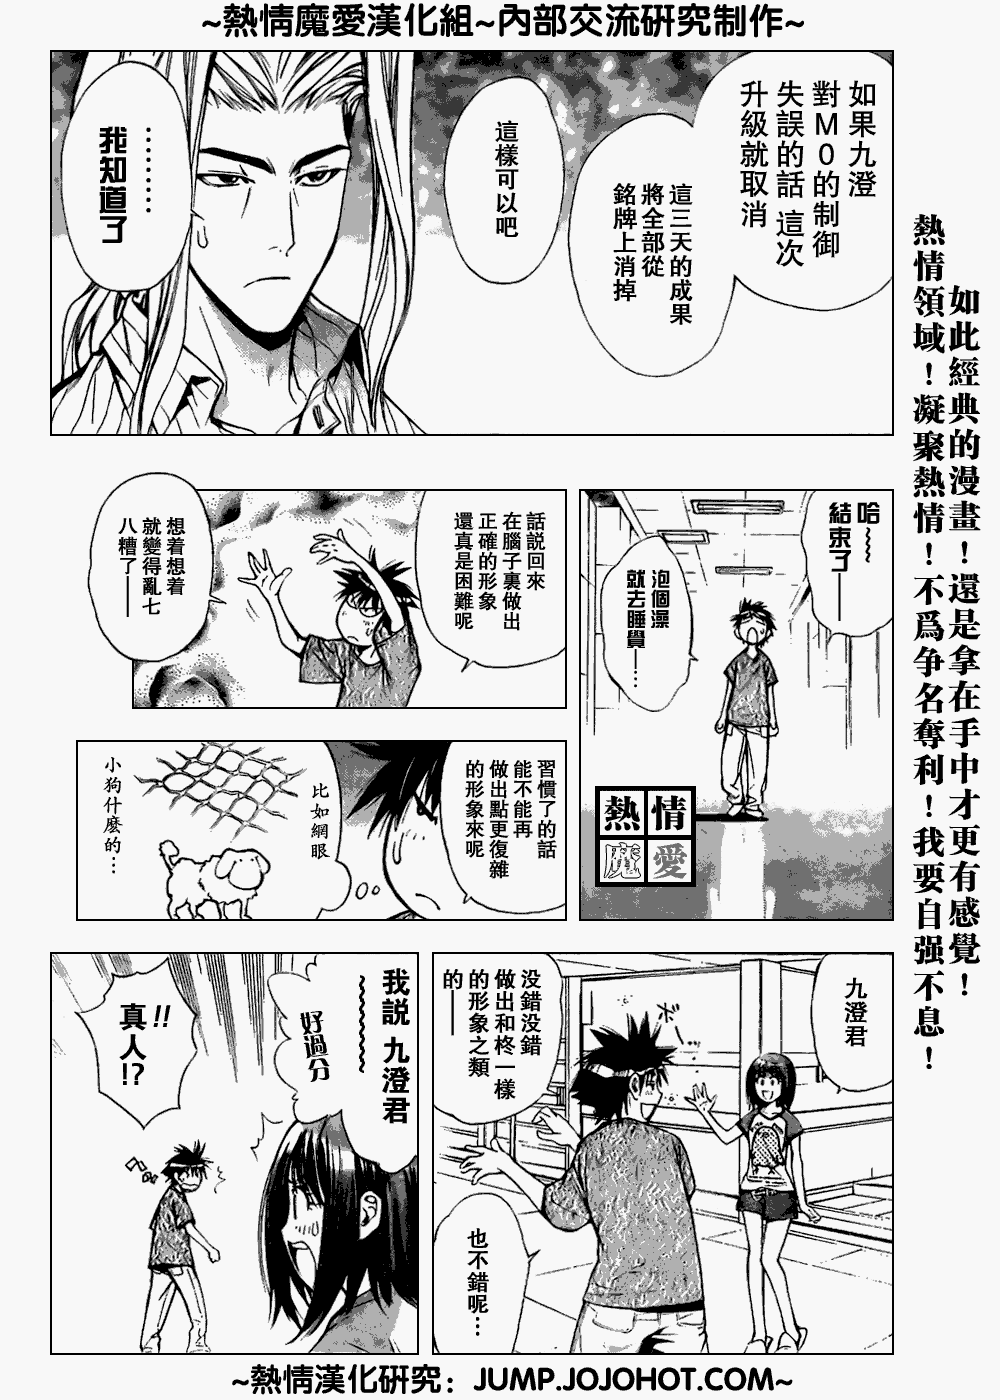 ~熱情魔愛漢化組~內部交流研究制作~
如果九澄
對M0的制御
失誤的話 這次
升級就取消
這三天的成果
將全部從
銘牌上消掉
這樣可以吧
………
我知道了
如此經典的漫畫！還是拿在手中才更有感覺！
熱情領域！凝聚熱情！不爲争名奪利！我要自强不息！
哈~~~
結束了——
泡個澡
就去睡覺……
話説回來
在腦子裏做出
正確的形象
還真是困難呢
想着想着
就變得亂七
八糟了——
習慣了的話
能不能再
做出點更復雜
的形象來呢
比如網眼
小狗什麽的…
熱情
魔愛
九澄君
没錯没錯
做出和柊一樣
的形象之類
的——
也不錯呢…
我説 九澄君
~~~~
好過分
!!
真人!?
~熱情漢化研究：JUMP.JOJOHOT.COM~